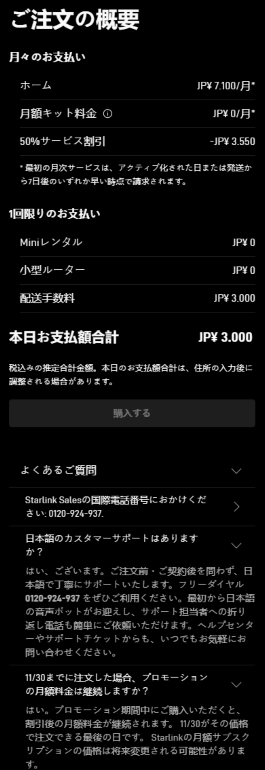 ご注文の概要
月々のお支払い
ホーム JP¥ 7.100/月*
月額キット料金 JP¥ 0/月*
50%サービス割引 -JP¥ 3.550
* 最初の月次サービスは、アクティブ化された日または発送か
ら7日後のいずれか早い時点で請求されます。
1回限りのお支払い
Miniレンタル JP¥ 0
小型ルーター JP¥ 0
配送手数料 JP¥ 3.000
本日お支払額合計 JP¥ 3.000
税込みの推定合計金額。本日のお支払額合計は、住所の入力後に
調整される場合があります。
購入する
よくあるご質問
Starlink Salesの国際電話番号におかけくだ
さい: 0120-924-937.
日本語のカスタマーサポートはあります
か？
はい、ございます。ご注文前・ご契約後を問わず、日
本語で丁寧にサポートいたします。フリーダイヤル
0120-924-937 をぜひご利用ください。最初から日本語
の音声ボットがお迎えし、サポート担当者への折り
返し電話も簡単にご依頼いただけます。ヘルプセンタ
ーやサポートチケットからも、いつでもお気軽にお
問い合わせください。
11/30までに注文した場合、プロモーション
の月額料金は継続しますか？
はい。プロモーション期間中にご購入いただくと、
割引後の月額料金が継続されます。 11/30がその価格
で注文できる最後の日です。 Starlinkの月額サブスク
リプションの価格は将来変更される可能性がありま
す。